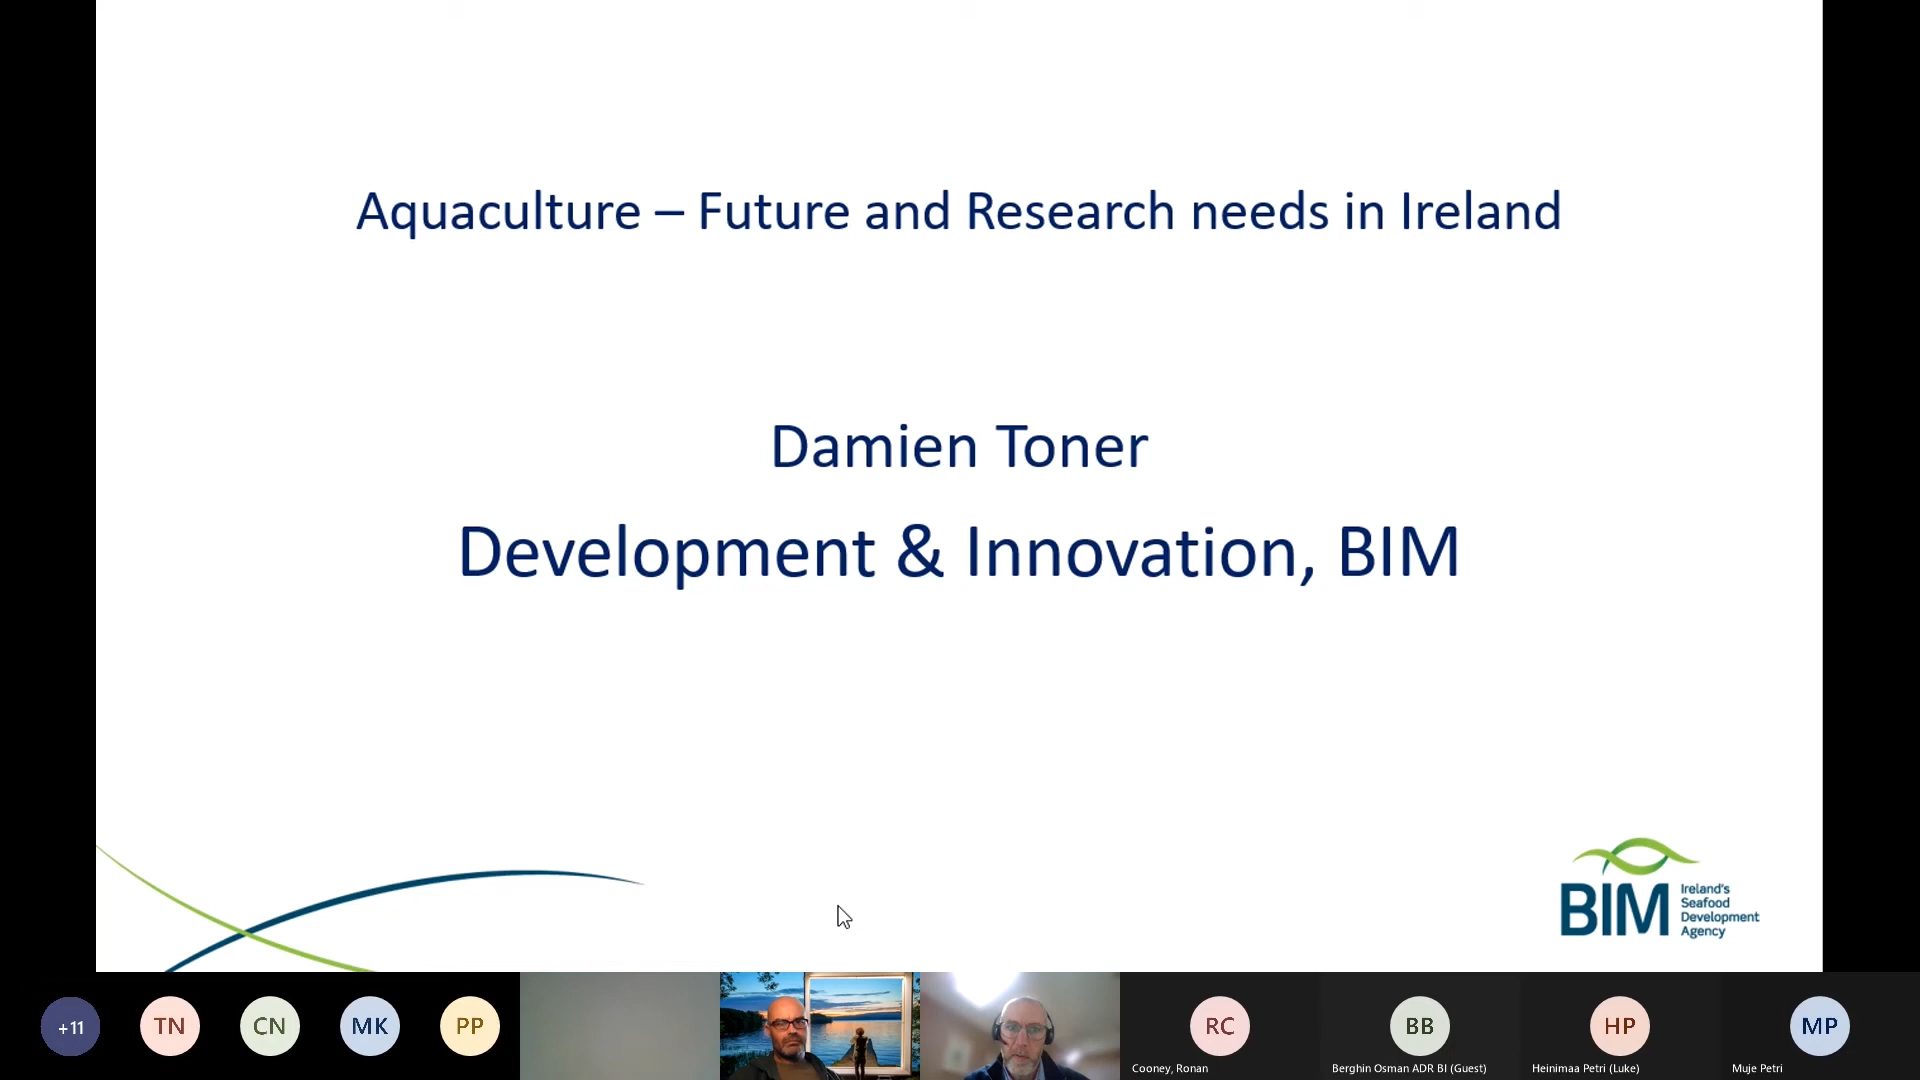 Aquaculture – Future and Research needs in Ireland
Damien Toner
Development & Innovation, BIM
BIM
Ireland's
Seafood
Development
Agency
+11
TN
CN
MK
PP
RC
BB
HP
MP
Cooney, Ronan
Berghin Osman ADR BI (Guest)
Heinimaa Petri (Luke)
Muje Petri